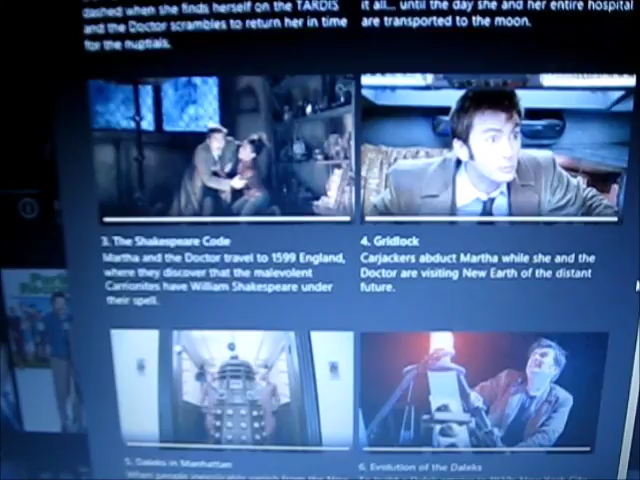 dashed when she finds herself on the TARDIS
and the Doctor scrambles to return her in time
for the nuptrals.
it all... until the day she and her entire hospital
are transported to the moon.
3. The Shakespeare Code
Martha and the Doctor travel to 1599 England,
where they discover that the malevolent
Carrionites have William Shakespeare under
their spell.
4. Gridlock
Carjackers abduct Martha while she and the
Doctor are visiting New Earth of the distant
future.
5. Daleks in Manhattan
When people
6. Evolution of the Daleks